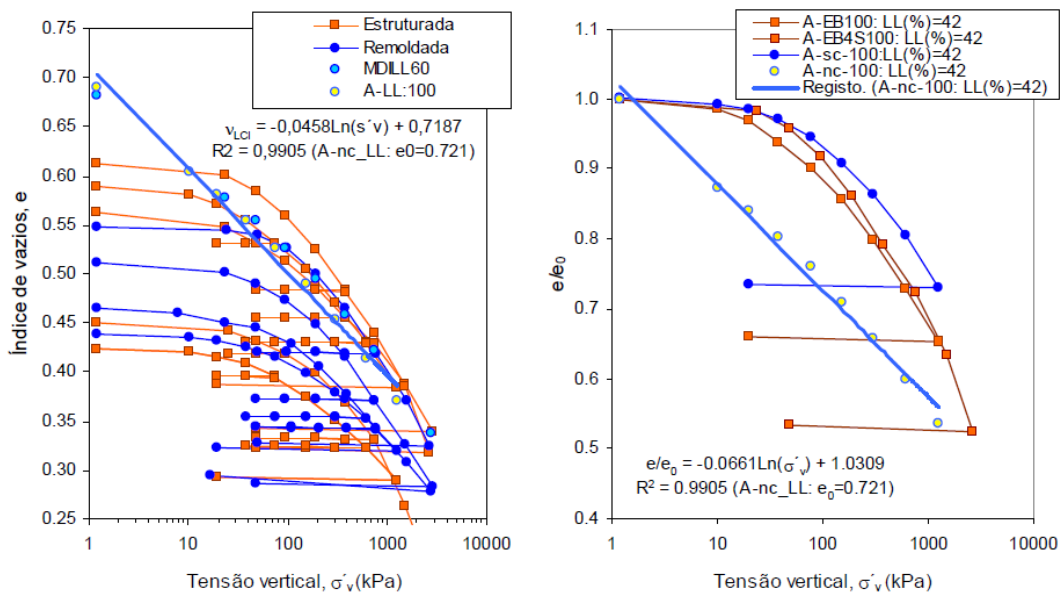 Estruturada
Remoldada
MDILL60
A-LL:100
νLCI = -0,0458Ln(s´v) + 0,7187
R2 = 0,9905 (A-nc_LL: e0=0.721)
Índice de vazios, e
0.75
0.70
0.65
0.60
0.55
0.50
0.45
0.40
0.35
0.30
0.25
1
10
100
1000
10000
Tensão vertical, σ´v (kPa)
A-EB100: LL(%)=42
A-EB4S100: LL(%)=42
A-sc-100:LL(%)=42
A-nc-100: LL(%)=42
Registo. (A-nc-100: LL(%)=42)
e/e0
1.1
1.0
0.9
0.8
0.7
0.6
0.5
0.4
e/e0 = -0.0661Ln(σ´v) + 1.0309
R² = 0.9905 (A-nc_LL: e0=0.721)
1
10
100
1000
10000
Tensão vertical, σ´v (kPa)